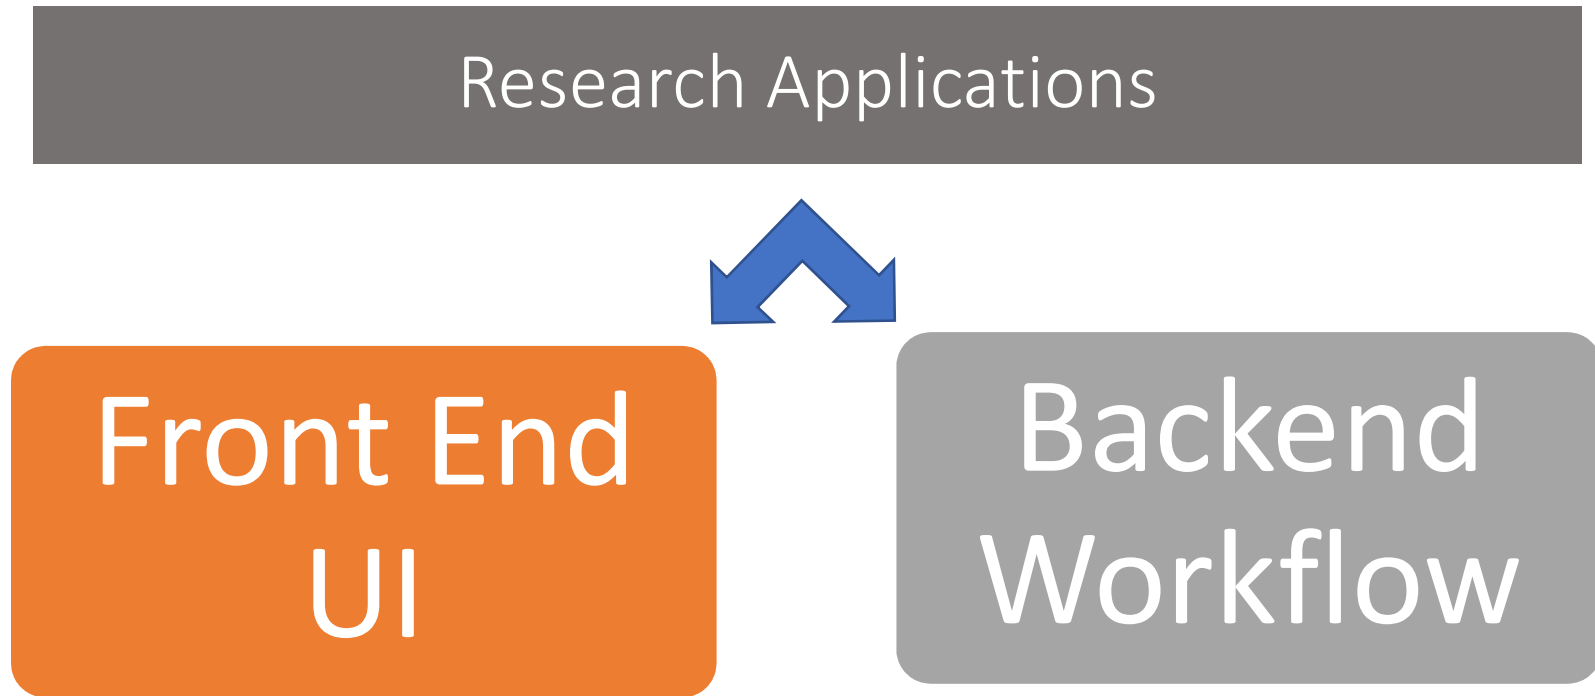 Research Applications
Front End
UI
Backend
Workflow